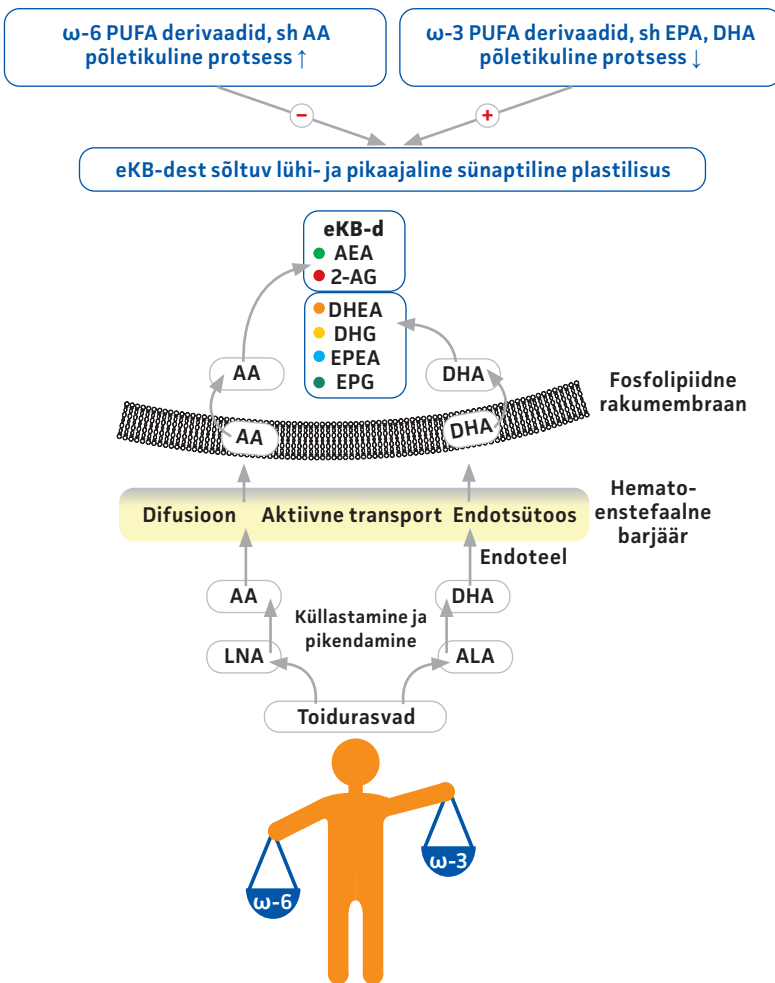 ω-6 PUFA derivaadid, sh AA
põletikuline protsess ↑
ω-3 PUFA derivaadid, sh EPA, DHA
põletikuline protsess ↓
−
+
eKB-dest sõltuv lühi- ja pikaajaline sünaptiline plastilisus
eKB-d
AEA
2-AG
DHEA
DHG
EPEA
EPG
AA
DHA
Fosfolipiidne
rakumembraan
AA
DHA
Difusioon Aktiivne transport Endotsütoos
Hemato-
enstefaalne
barjäär
Endoteel
AA
DHA
Küllastamine ja
pikendamine
LNA
ALA
Toidurasvad
ω-3
ω-6